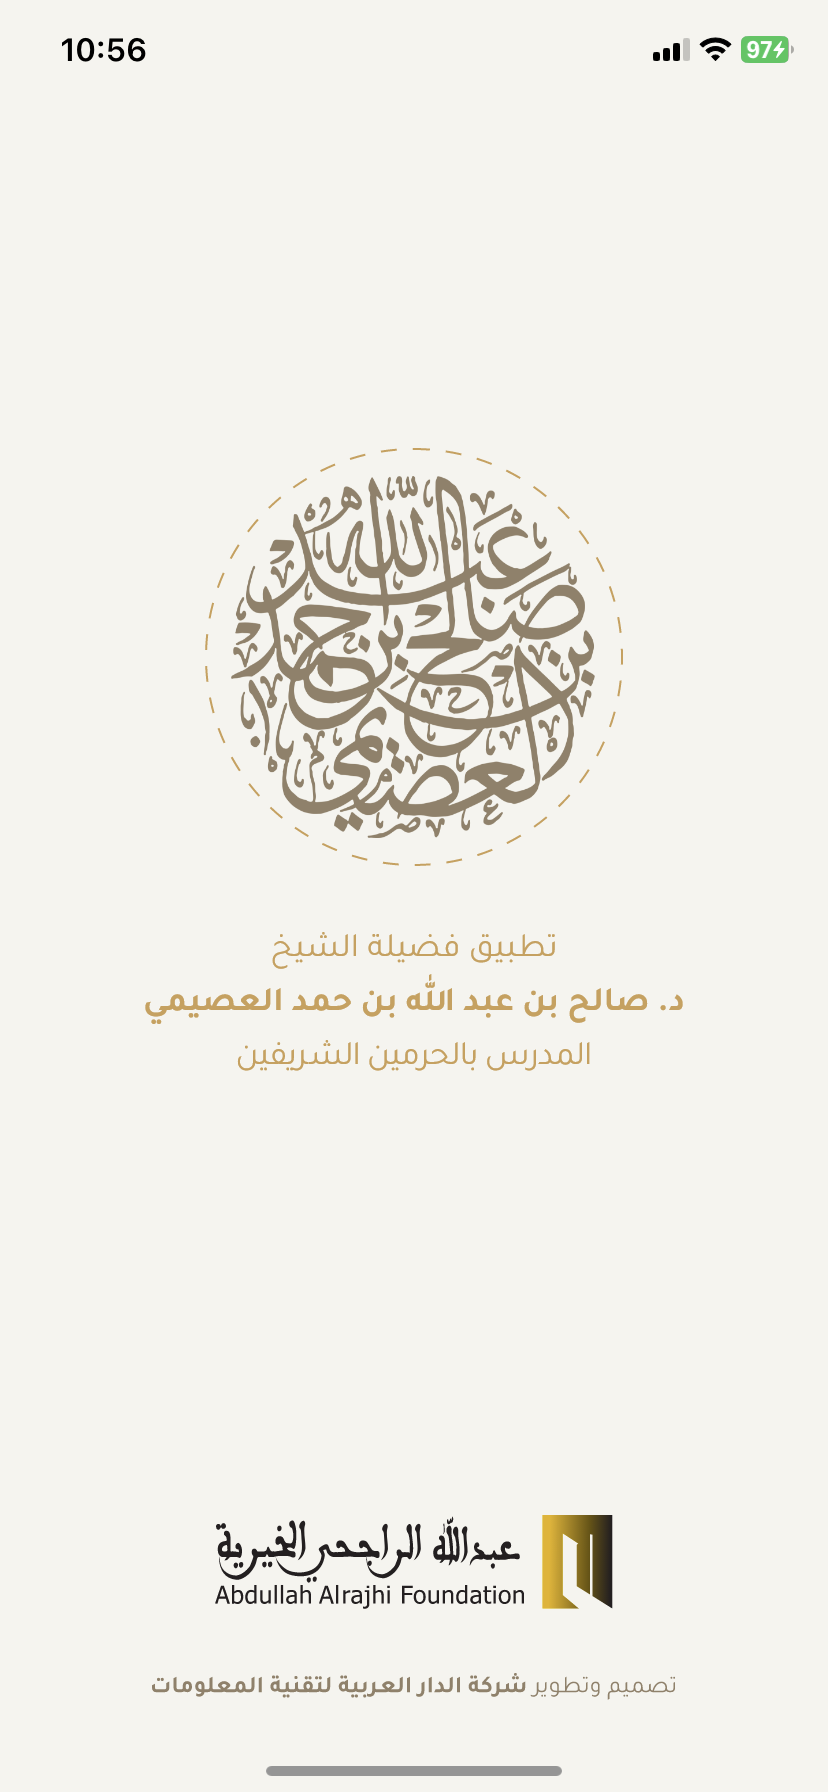 10:56
97
صالح بن عبد الله بن حمد العصيمي
تطبيق فضيلة الشيخ
د. صالح بن عبد الله بن حمد العصيمي
المدرس بالحرمين الشريفين
عبدالله الراجحي الخيرية
Abdullah Alrajhi Foundation
تصميم وتطوير شركة الدار العربية لتقنية المعلومات